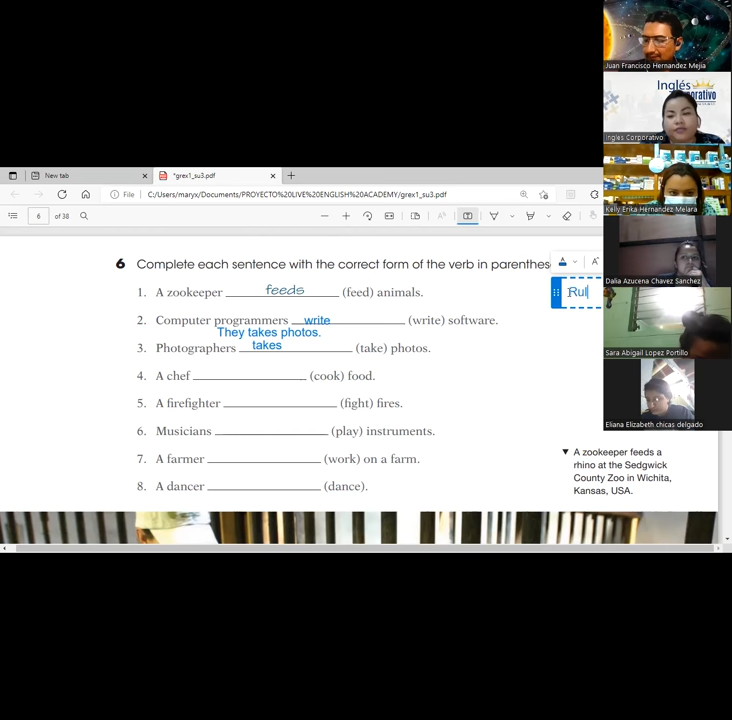 Juan Francisco Hernandez Mejia
Inglés
Ingles Corporativo
Kelly Erika Hernandez Melara
Dalia Azucena Chavez Sanchez
Sara Abigail Lopez Portillo
Eliana Elizabeth chicas delgado
New tab
*grex1_su3.pdf
File
C:/Users/maryx/Documents/PROYECTO%20LIVE%20ENGLISH%20ACADEMY/grex1_su3.pdf
6 of 38
6 Complete each sentence with the correct form of the verb in parenthes
Rul
1. A zookeeper feeds (feed) animals.
2. Computer programmers write (write) software.
They takes photos.
3. Photographers takes (take) photos.
4. A chef (cook) food.
5. A firefighter (fight) fires.
6. Musicians (play) instruments.
7. A farmer (work) on a farm.
8. A dancer (dance).
A zookeeper feeds a
rhino at the Sedgwick
County Zoo in Wichita,
Kansas, USA.